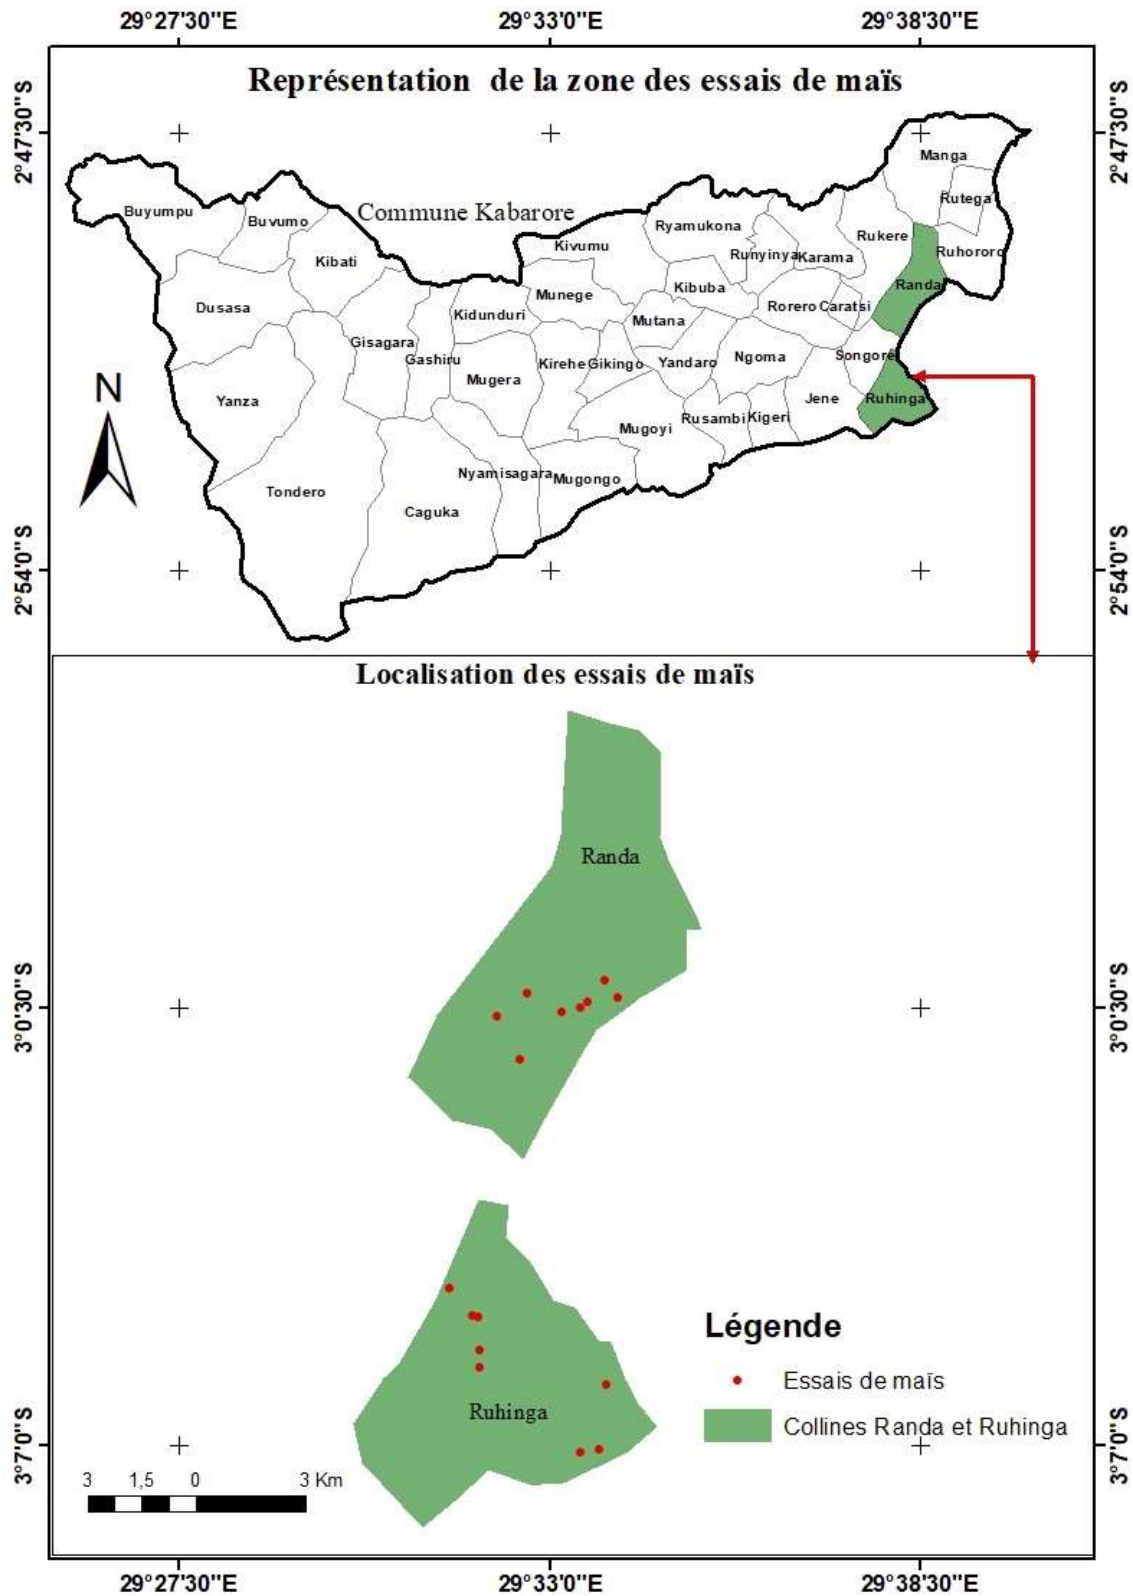 29°27'30"E 29°33'0"E 29°38'30"E
Représentation de la zone des essais de maïs
2°47'30"S
2°47'30"S
Manga
Rutega
Buyumpu
Buvumo
Commune Kabarore
Ryamukona
Rukere
Kivumu
Ruhororo
Kibati
Runyinya
Karama
Randa
Kibuba
Munege
Dusasa
Kidunduri
Rorero
Caratsi
Mutana
Gisagara
Gashiru
Kirehe
Gikingo
Yandaro
Ngoma
Songore
Mugera
Yanza
Jene
Ruhinga
Rusambi
Kigeri
Mugoyi
N
Nyamisagara
Mugongo
Tondero
Caguka
2°54'0"S
2°54'0"S
Localisation des essais de maïs
Randa
3°0'30"S
3°0'30"S
Ruhinga
Légende
Essais de maïs
Collines Randa et Ruhinga
3°7'0"S
3°7'0"S
3 1,5 0 3 Km
29°27'30"E 29°33'0"E 29°38'30"E